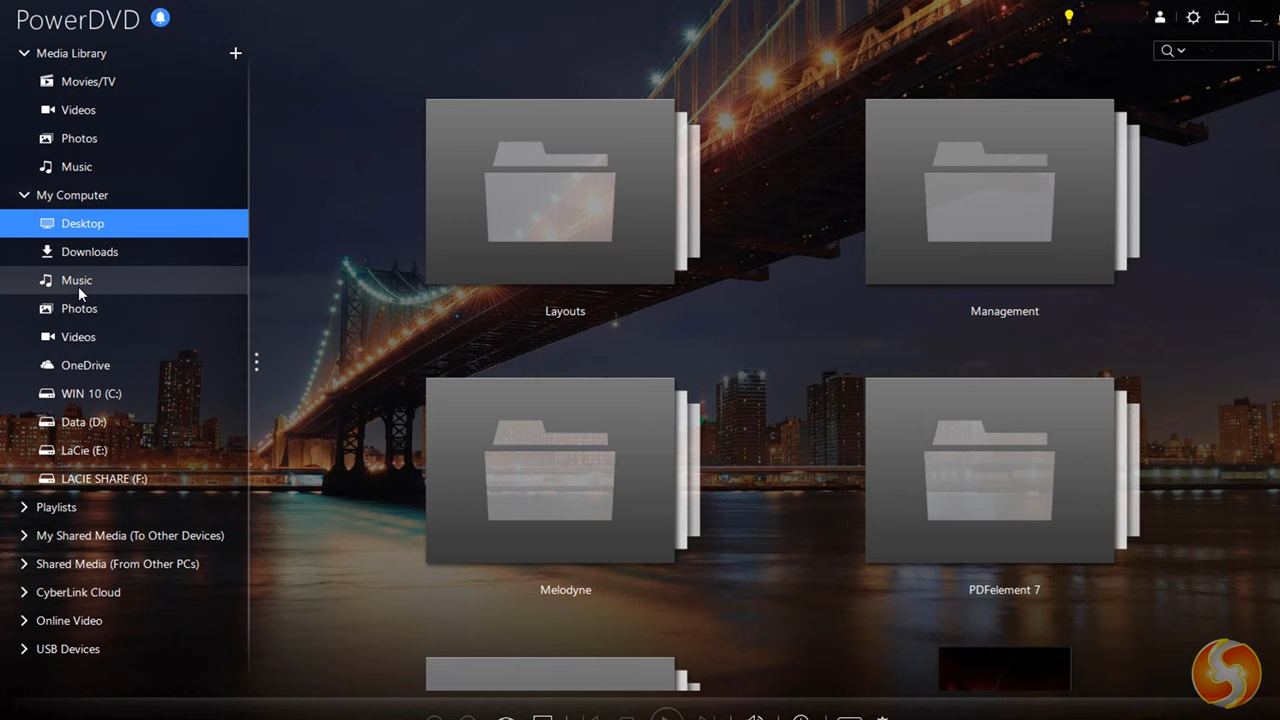 PowerDVD
Media Library
Movies/TV
Videos
Photos
Music
My Computer
Desktop
Downloads
Music
Photos
Videos
OneDrive
WIN 10 (C:)
Data (D:)
LaCie (E:)
LACIE SHARE (F:)
Playlists
My Shared Media (To Other Devices)
Shared Media (From Other PCs)
CyberLink Cloud
Online Video
USB Devices
Layouts
Management
Melodyne
PDFelement 7